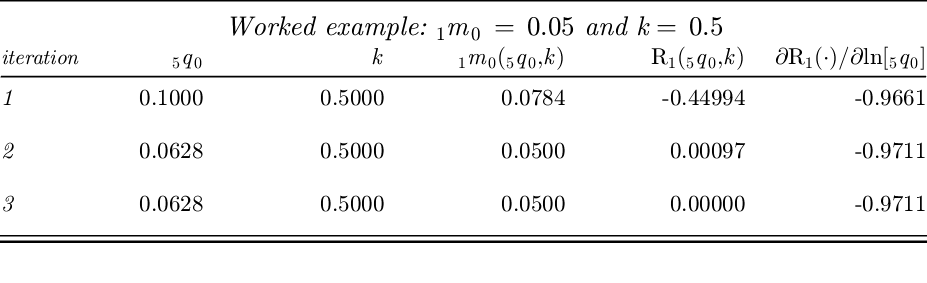 Worked example: ₁m₀ = 0.05 and k = 0.5
iteration ₅q₀ k ₁m₀(₅q₀,k) R₁(₅q₀,k) ∂R₁(·)/∂ln[₅q₀]
1 0.1000 0.5000 0.0784 -0.44994 -0.9661
2 0.0628 0.5000 0.0500 0.00097 -0.9711
3 0.0628 0.5000 0.0500 0.00000 -0.9711